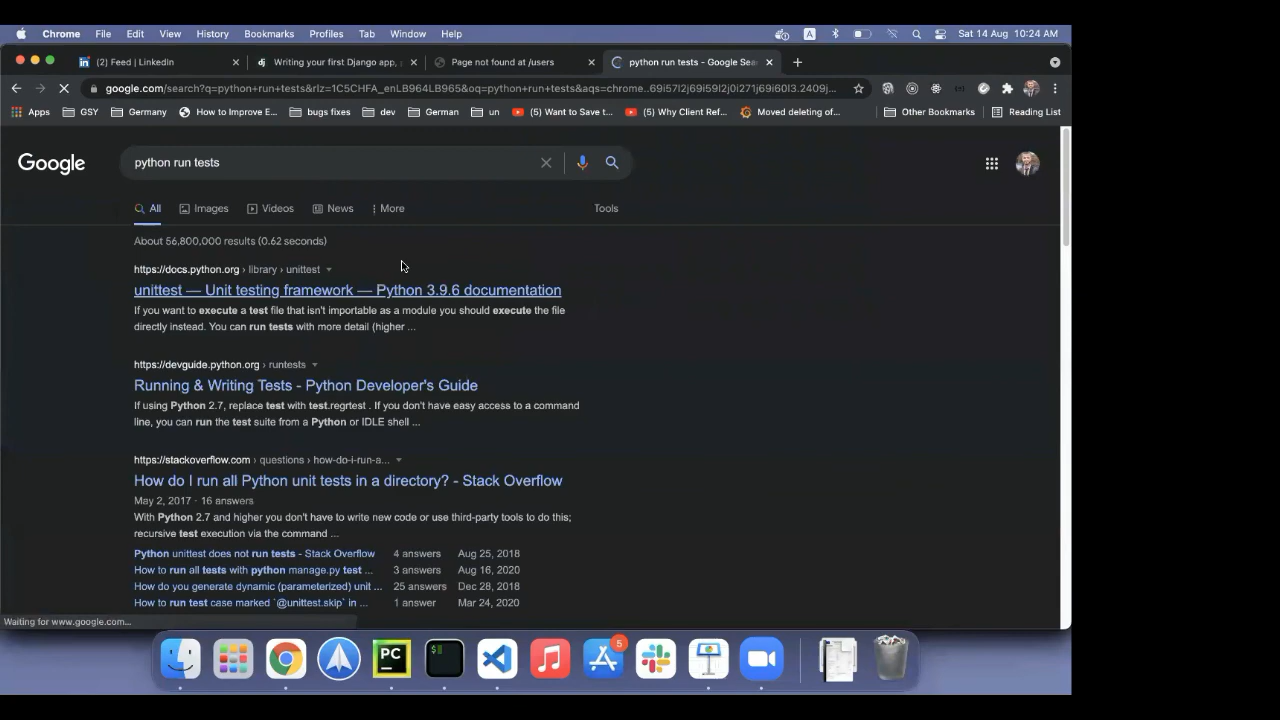 Chrome File Edit View History Bookmarks Profiles Tab Window Help A Sat 14 Aug 10:24 AM
(2) Feed | LinkedIn × Writing your first Django app, × Page not found at /users × python run tests - Google Sea ×
google.com/search?q=python+run+tests&rlz=1C5CHFA_enLB964LB965&oq=python+run+tests&aqs=chrome..69i57l2j69i59l2j0i271j69i60l3.2409j...
Apps GSY Germany How to Improve E... bugs fixes dev German un (5) Want to Save t... (5) Why Client Ref... Moved deleting of... Other Bookmarks Reading List
Google
python run tests
All Images Videos News More Tools
About 56,800,000 results (0.62 seconds)
https://docs.python.org › library › unittest
unittest — Unit testing framework — Python 3.9.6 documentation
If you want to execute a test file that isn't importable as a module you should execute the file
directly instead. You can run tests with more detail (higher ...
https://devguide.python.org › runtests
Running & Writing Tests - Python Developer's Guide
If using Python 2.7, replace test with test.regrtest . If you don't have easy access to a command
line, you can run the test suite from a Python or IDLE shell ...
https://stackoverflow.com › questions › how-do-i-run-a...
How do I run all Python unit tests in a directory? - Stack Overflow
May 2, 2017 · 16 answers
With Python 2.7 and higher you don't have to write new code or use third-party tools to do this;
recursive test execution via the command ...
Python unittest does not run tests - Stack Overflow 4 answers Aug 25, 2018
How to run all tests with python manage.py test ... 3 answers Aug 16, 2020
How do you generate dynamic (parameterized) unit ... 25 answers Dec 28, 2018
How to run test case marked `@unittest.skip` in ... 1 answer Mar 24, 2020
Waiting for www.google.com...
PC $ 5